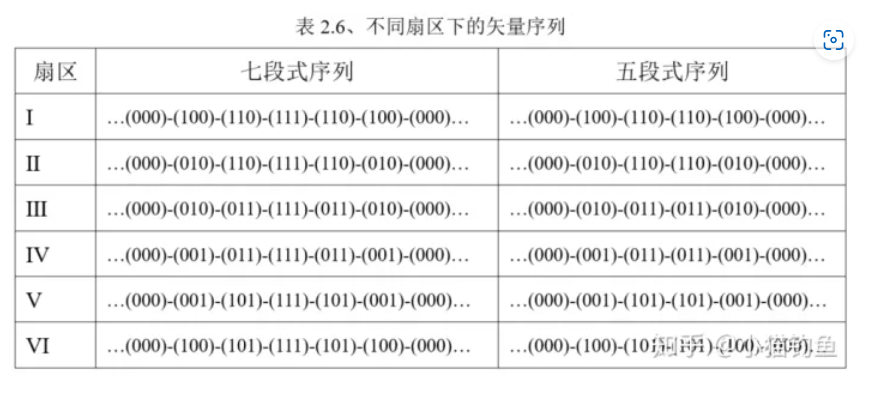 表 2.6、不同扇区下的矢量序列
扇区 七段式序列 五段式序列
I …(000)-(100)-(110)-(111)-(110)-(100)-(000)… …(000)-(100)-(110)-(110)-(100)-(000)…
II …(000)-(010)-(110)-(111)-(110)-(010)-(000)… …(000)-(010)-(110)-(110)-(010)-(000)…
III …(000)-(010)-(011)-(111)-(011)-(010)-(000)… …(000)-(010)-(011)-(011)-(010)-(000)…
IV …(000)-(001)-(011)-(111)-(011)-(001)-(000)… …(000)-(001)-(011)-(011)-(001)-(000)…
V …(000)-(001)-(101)-(111)-(101)-(001)-(000)… …(000)-(001)-(101)-(101)-(001)-(000)…
VI …(000)-(100)-(101)-(111)-(101)-(100)-(000)… …(000)-(100)-(101)-(101)-(100)-(000)…
知乎 @小猫钓鱼